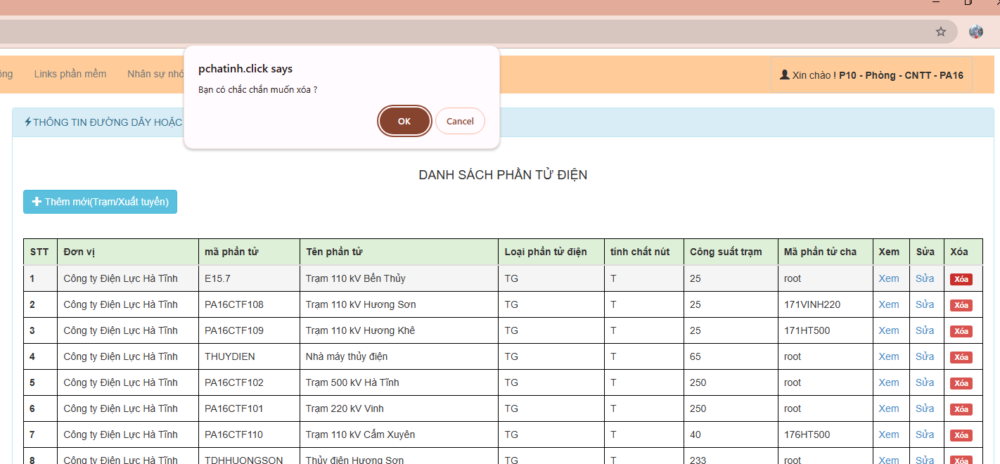 pchatinh.click says
Bạn có chắc chắn muốn xóa ?
OK Cancel
ông Links phần mềm Nhân sự nhó Xin chào ! P10 - Phòng - CNTT - PA16
THÔNG TIN ĐƯỜNG DÂY HOẶC
DANH SÁCH PHẦN TỬ ĐIỆN
Thêm mới(Trạm/Xuất tuyến)
STT Đơn vị mã phần tử Tên phần tử Loại phần tử điện tính chất nút Công suất trạm Mã phần tử cha Xem Sửa Xóa
1 Công ty Điện Lực Hà Tĩnh E15.7 Trạm 110 kV Bến Thủy TG T 25 root Xem Sửa Xóa
2 Công ty Điện Lực Hà Tĩnh PA16CTF108 Trạm 110 kV Hương Sơn TG T 25 171VINH220 Xem Sửa Xóa
3 Công ty Điện Lực Hà Tĩnh PA16CTF109 Trạm 110 kV Hương Khê TG T 25 171HT500 Xem Sửa Xóa
4 Công ty Điện Lực Hà Tĩnh THUYDIEN Nhà máy thủy điện TG T 65 root Xem Sửa Xóa
5 Công ty Điện Lực Hà Tĩnh PA16CTF102 Trạm 500 kV Hà Tĩnh TG T 250 root Xem Sửa Xóa
6 Công ty Điện Lực Hà Tĩnh PA16CTF101 Trạm 220 kV Vinh TG T 250 root Xem Sửa Xóa
7 Công ty Điện Lực Hà Tĩnh PA16CTF110 Trạm 110 kV Cẩm Xuyên TG T 40 176HT500 Xem Sửa Xóa
8 Công ty Điện Lực Hà Tĩnh TDHHUONGSON Thủy điện Hương Sơn TG T 233 root Xem Sửa Xóa